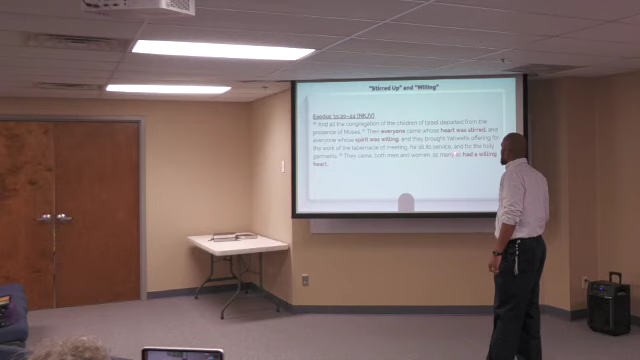 "Stirred Up" and "Willing"
Exodus 35:20-22 (NKJV)
20 And all the congregation of the children of Israel departed from the
presence of Moses. 21 Then everyone came whose heart was stirred, and
everyone whose spirit was willing, and they brought Yahweh's offering for
the work of the tabernacle of meeting, for all its service, and for the holy
garments. 22 They came, both men and women, as many as had a willing
heart,